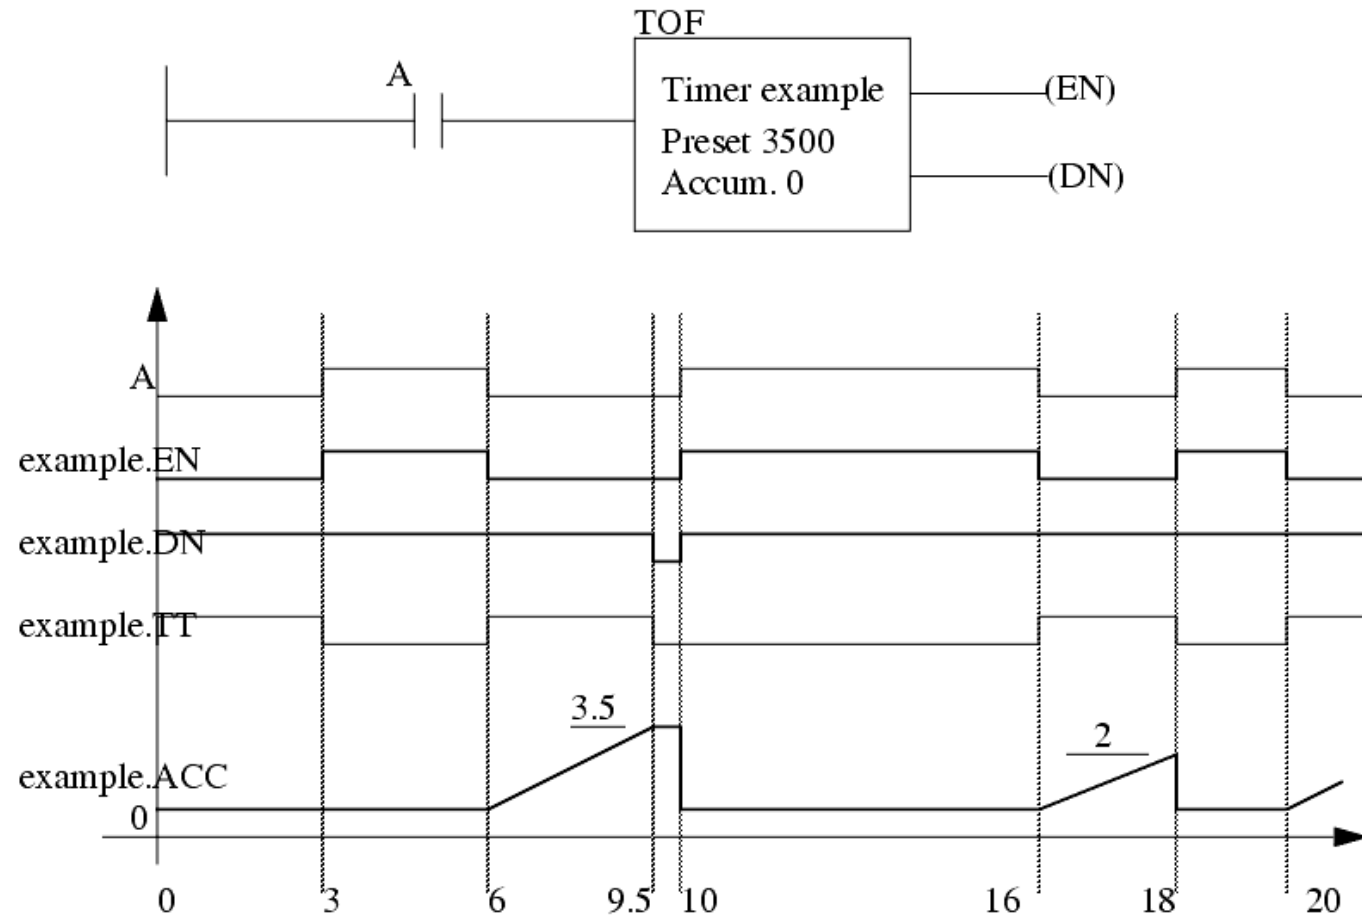 TOF
A
Timer example
(EN)
Preset 3500
Accum. 0
(DN)
A
example.EN
example.DN
example.TT
3.5
2
example.ACC
0
0 3 6 9.5 10 16 18 20